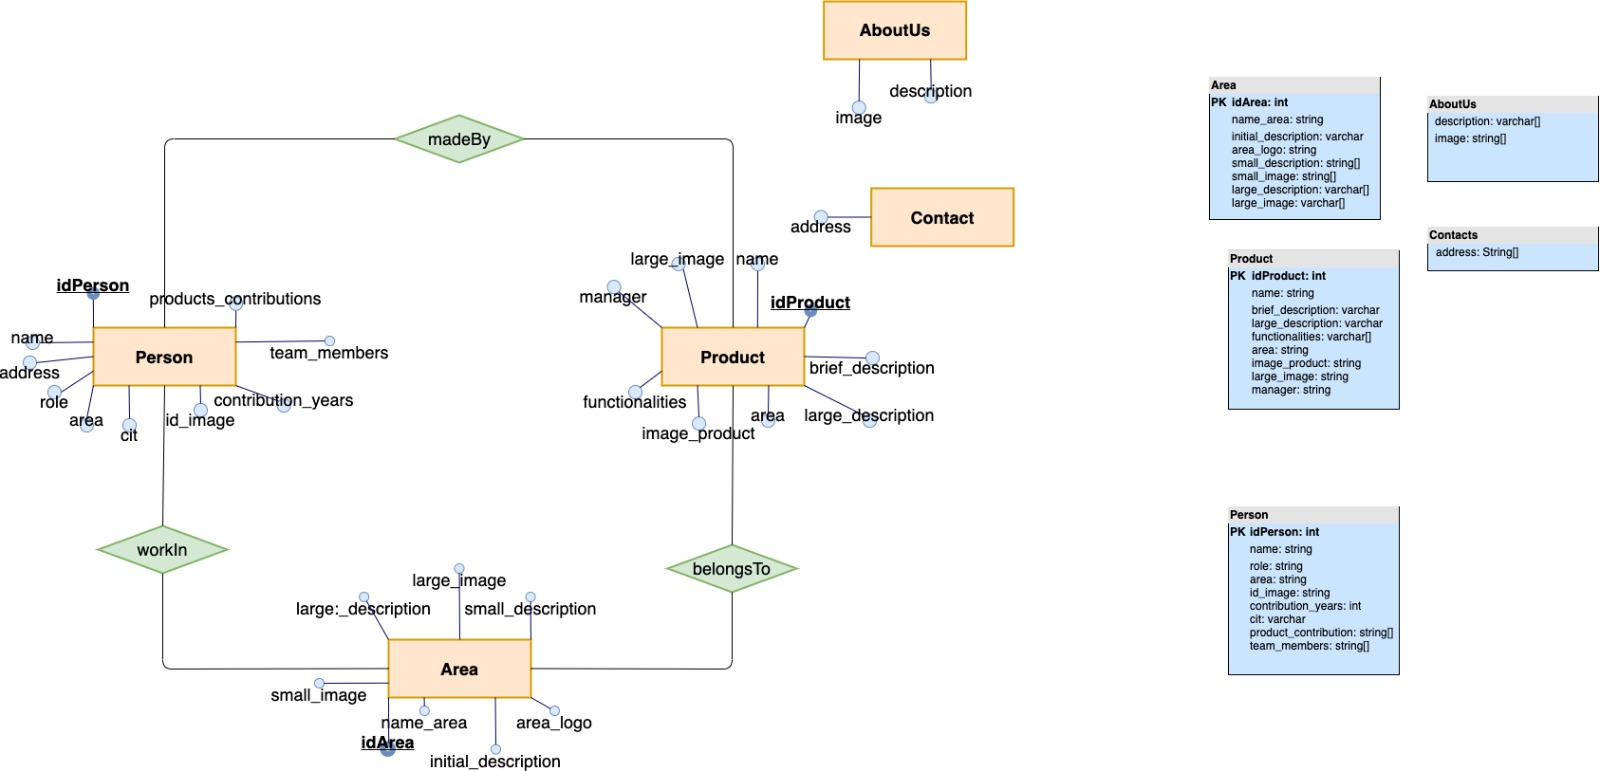 AboutUs
description
image
madeBy
Contact
address
large_image
name
manager
idProduct
Product
brief_description
functionalities
area
large_description
image_product
idPerson
products_contributions
name
team_members
Person
address
role
contribution_years
area
id_image
cit
workIn
belongsTo
large_image
large:_description
small_description
Area
small_image
name_area
area_logo
idArea
initial_description
Area
PK idArea: int
name_area: string
initial_description: varchar
area_logo: string
small_description: string[]
small_image: string[]
large_description: varchar[]
large_image: varchar[]
AboutUs
description: varchar[]
image: string[]
Contacts
address: String[]
Product
PK idProduct: int
name: string
brief_description: varchar
large_description: varchar
functionalities: varchar[]
area: string
image_product: string
large_image: string
manager: string
Person
PK idPerson: int
name: string
role: string
area: string
id_image: string
contribution_years: int
cit: varchar
product_contribution: string[]
team_members: string[]